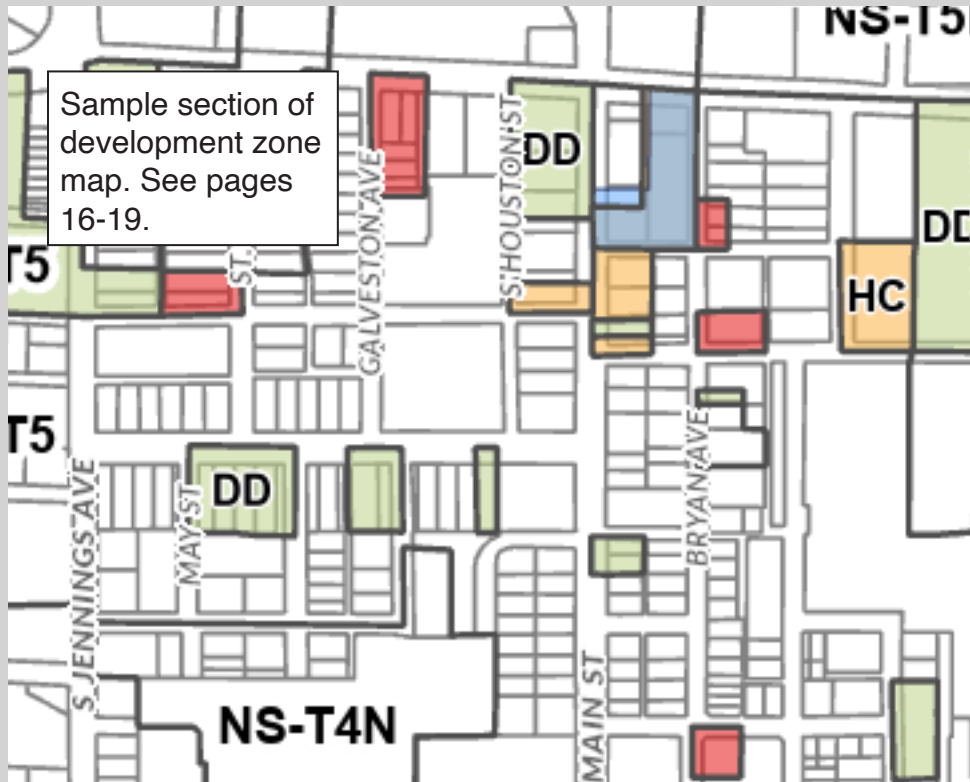 NS-T5
Sample section of
development zone
map. See pages
16-19.
DD
DD
T5
ST
GALVESTON AVE
S HOUSTON ST
HC
T5
DD
S JENNINGS AVE
MAY ST
BRYAN AVE
NS-T4N
MAIN ST